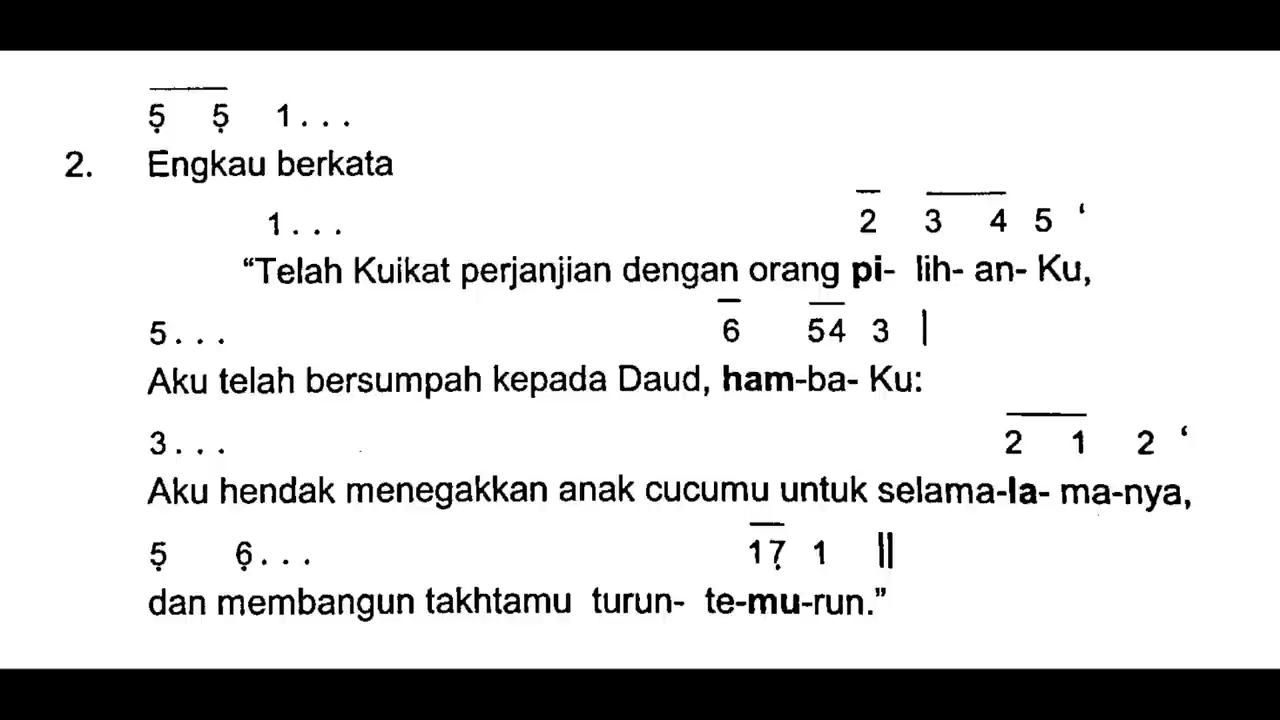 5̣ 5̣ 1 . . .
2. Engkau berkata
1 . . . 2 3 4 5 ‘
“Telah Kuikat perjanjian dengan orang pi- lih- an- Ku,
5 . . . 6 54 3 |
Aku telah bersumpah kepada Daud, ham-ba- Ku:
3 . . . 2 1 2 ‘
Aku hendak menegakkan anak cucumu untuk selama-la- ma-nya,
5̣ 6̣ . . . 17̣ 1 ||
dan membangun takhtamu turun- te-mu-run.”